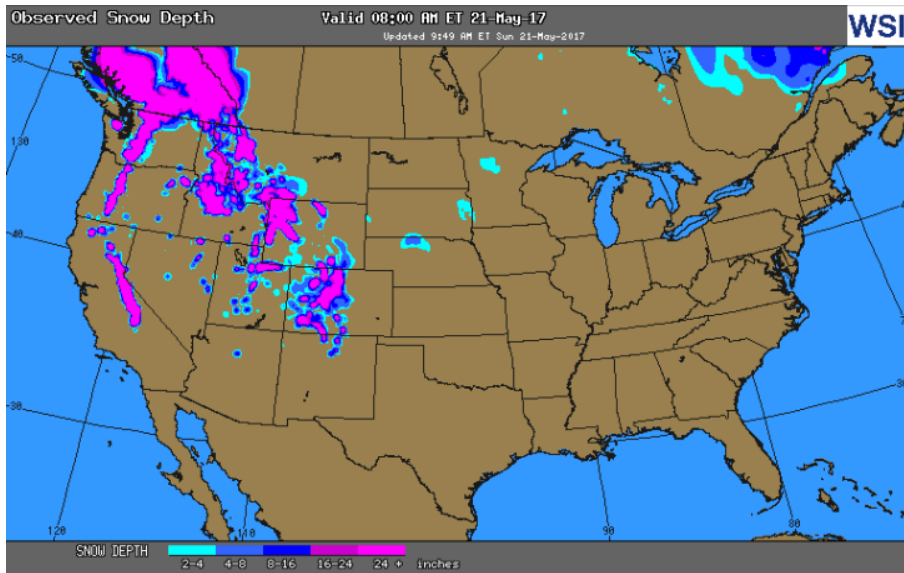 Observed Snow Depth
Valid 08:00 AM ET 21-May-17
Updated 9:49 AM ET Sun 21-May-2017
WSI
50
130
40
30
120
110
90
80
SNOW DEPTH
2-4 4-8 8-16 16-24 24 + inches